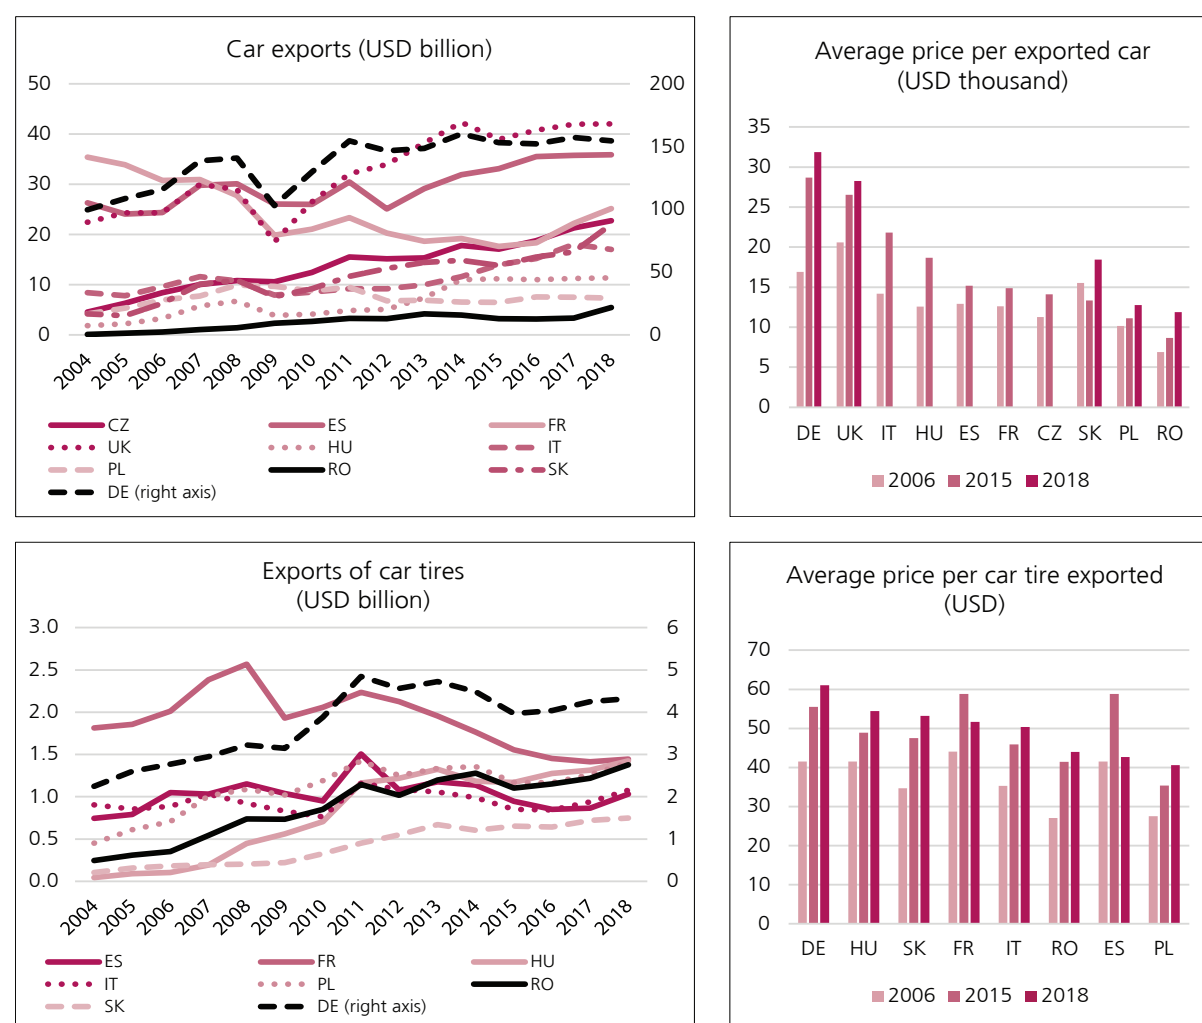 Car exports (USD billion)
50 200
40 150
30
20 100
10 50
0 0
2004 2005 2006 2007 2008 2009 2010 2011 2012 2013 2014 2015 2016 2017 2018
CZ ES FR
UK HU IT
PL RO SK
DE (right axis)
Average price per exported car
(USD thousand)
35
30
25
20
15
10
5
0
DE UK IT HU ES FR CZ SK PL RO
2006 2015 2018
Exports of car tires
(USD billion)
3.0 6
2.5 5
2.0 4
1.5 3
1.0 2
0.5 1
0.0 0
2004 2005 2006 2007 2008 2009 2010 2011 2012 2013 2014 2015 2016 2017 2018
ES FR HU
IT PL RO
SK DE (right axis)
Average price per car tire exported
(USD)
70
60
50
40
30
20
10
0
DE HU SK FR IT RO ES PL
2006 2015 2018